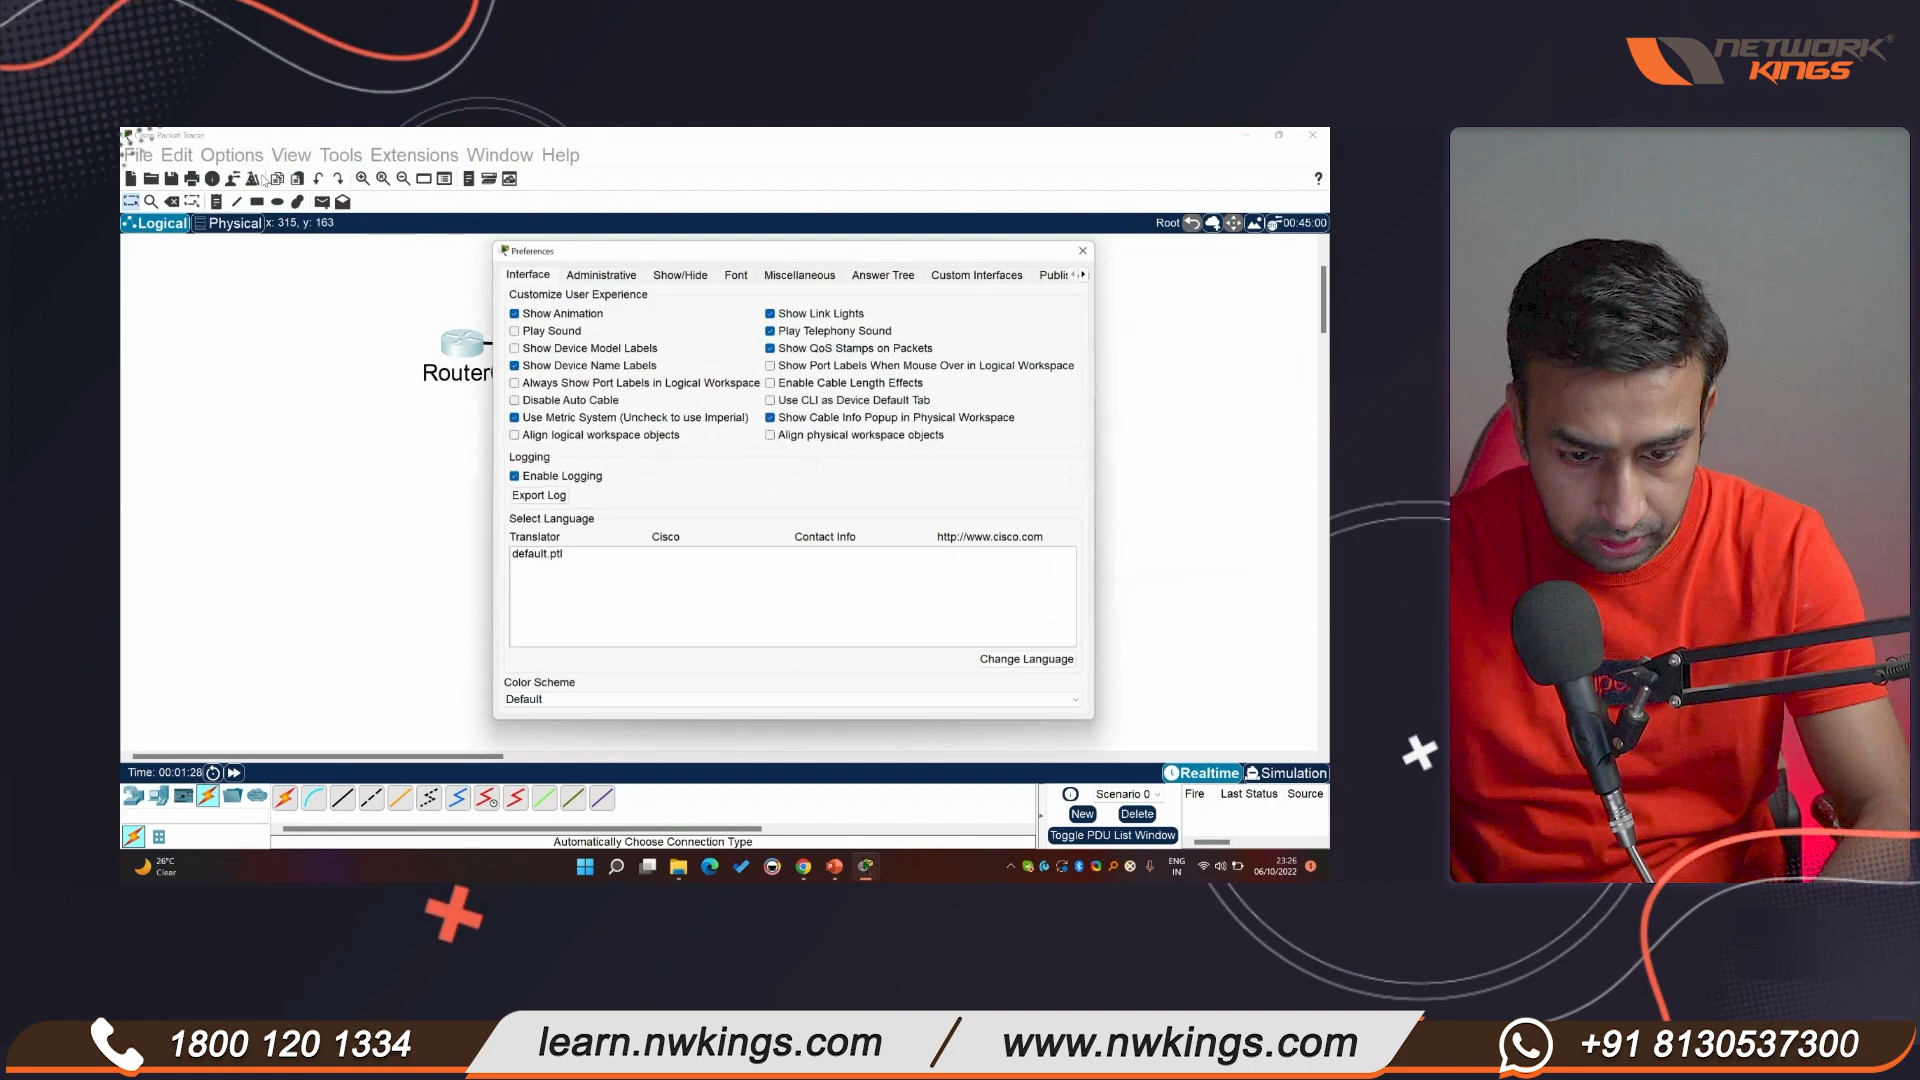 NETWORK
KINGS®
Cisco Packet Tracer
File Edit Options View Tools Extensions Window Help
?
Logical Physical x: 315, y: 163 Root 00:45:00
Preferences
Interface Administrative Show/Hide Font Miscellaneous Answer Tree Custom Interfaces
Customize User Experience
Show Animation Show Link Lights
Play Sound Play Telephony Sound
Show Device Model Labels Show QoS Stamps on Packets
Show Device Name Labels Show Port Labels When Mouse Over in Logical Workspace
Always Show Port Labels in Logical Workspace Enable Cable Length Effects
Disable Auto Cable Use CLI as Device Default Tab
Use Metric System (Uncheck to use Imperial) Show Cable Info Popup in Physical Workspace
Align logical workspace objects Align physical workspace objects
Router
Logging
Enable Logging
Export Log
Select Language
Translator Cisco Contact Info http://www.cisco.com
default.ptl
Change Language
Color Scheme
Default
Time: 00:01:28 Realtime Simulation
Scenario 0 Fire Last Status Source
New Delete
Toggle PDU List Window
Automatically Choose Connection Type
26°C
Clear
ENG
IN
23:26
06/10/2022
1
1800 120 1334 learn.nwkings.com / www.nwkings.com +91 8130537300